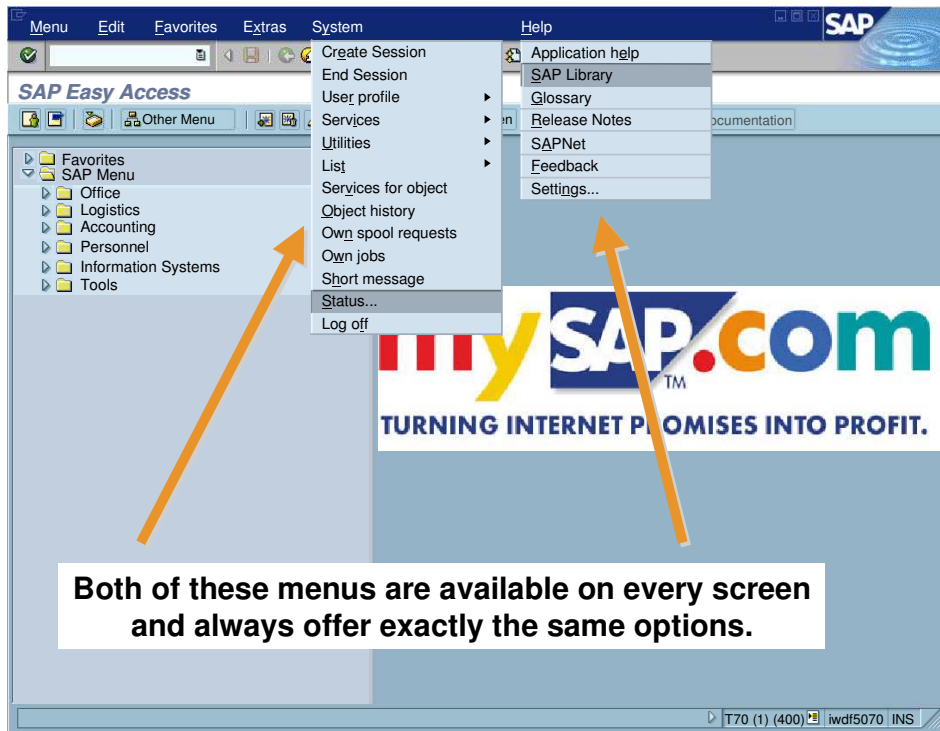 Menu Edit Favorites Extras System Help
SAP
SAP Easy Access
Other Menu
en
ocumentation
Create Session
End Session
User profile
Services
Utilities
List
Services for object
Object history
Own spool requests
Own jobs
Short message
Status...
Log off
Application help
SAP Library
Glossary
Release Notes
SAPNet
Feedback
Settings...
Favorites
SAP Menu
Office
Logistics
Accounting
Personnel
Information Systems
Tools
mySAP.com
TM
TURNING INTERNET PROMISES INTO PROFIT.
Both of these menus are available on every screen
and always offer exactly the same options.
T70 (1) (400) iwdf5070 INS